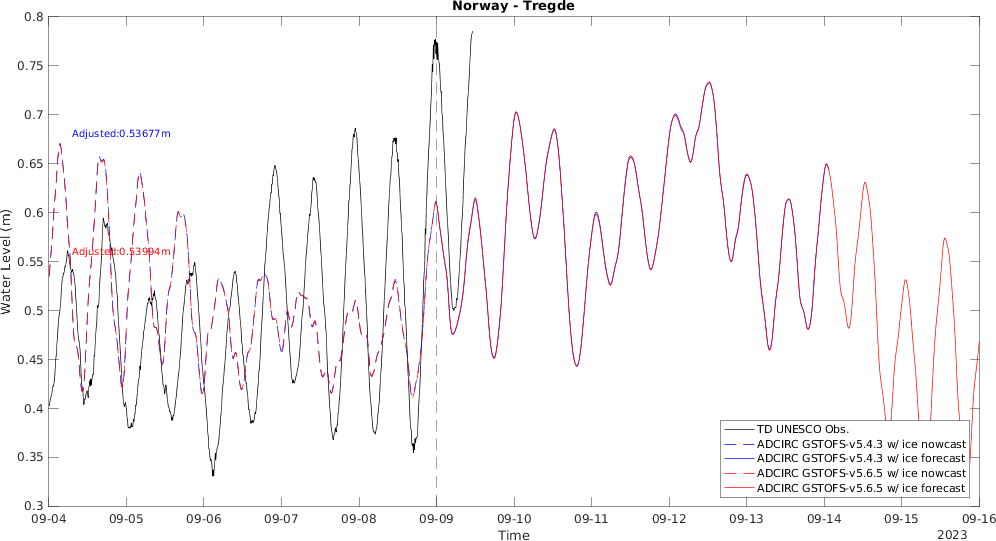 Norway - Tregde
0.8
0.75
0.7
0.65
0.6
0.55
0.5
0.45
0.4
0.35
0.3
Water Level (m)
Adjusted:0.53677m
Adjusted:0.53994m
TD UNESCO Obs.
ADCIRC GSTOFS-v5.4.3 w/ ice nowcast
ADCIRC GSTOFS-v5.4.3 w/ ice forecast
ADCIRC GSTOFS-v5.6.5 w/ ice nowcast
ADCIRC GSTOFS-v5.6.5 w/ ice forecast
09-04 09-05 09-06 09-07 09-08 09-09 09-10 09-11 09-12 09-13 09-14 09-15 09-16
Time
2023